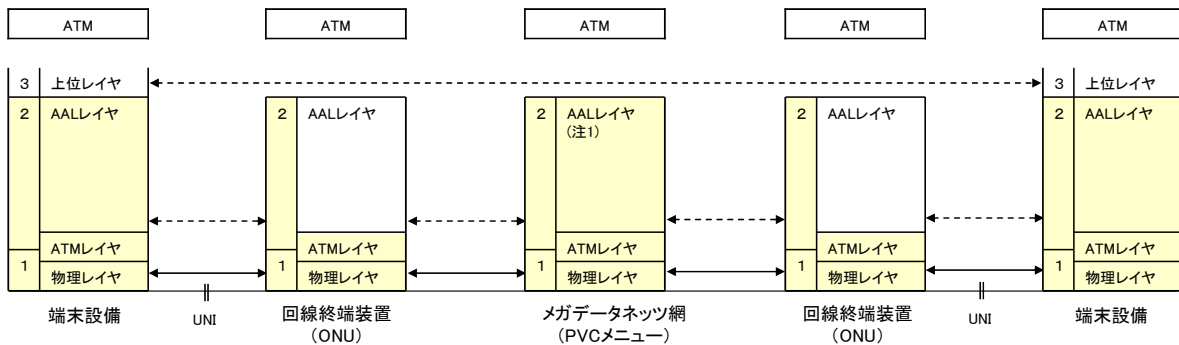 ATM
ATM
ATM
ATM
ATM
3 上位レイヤ
3 上位レイヤ
2 AALレイヤ
2 AALレイヤ
2 AALレイヤ
(注1)
2 AALレイヤ
2 AALレイヤ
ATMレイヤ
ATMレイヤ
ATMレイヤ
ATMレイヤ
ATMレイヤ
1 物理レイヤ
1 物理レイヤ
1 物理レイヤ
1 物理レイヤ
1 物理レイヤ
端末設備
UNI
回線終端装置
(ONU)
メガデータネッツ網
(PVCメニュー)
回線終端装置
(ONU)
UNI
端末設備